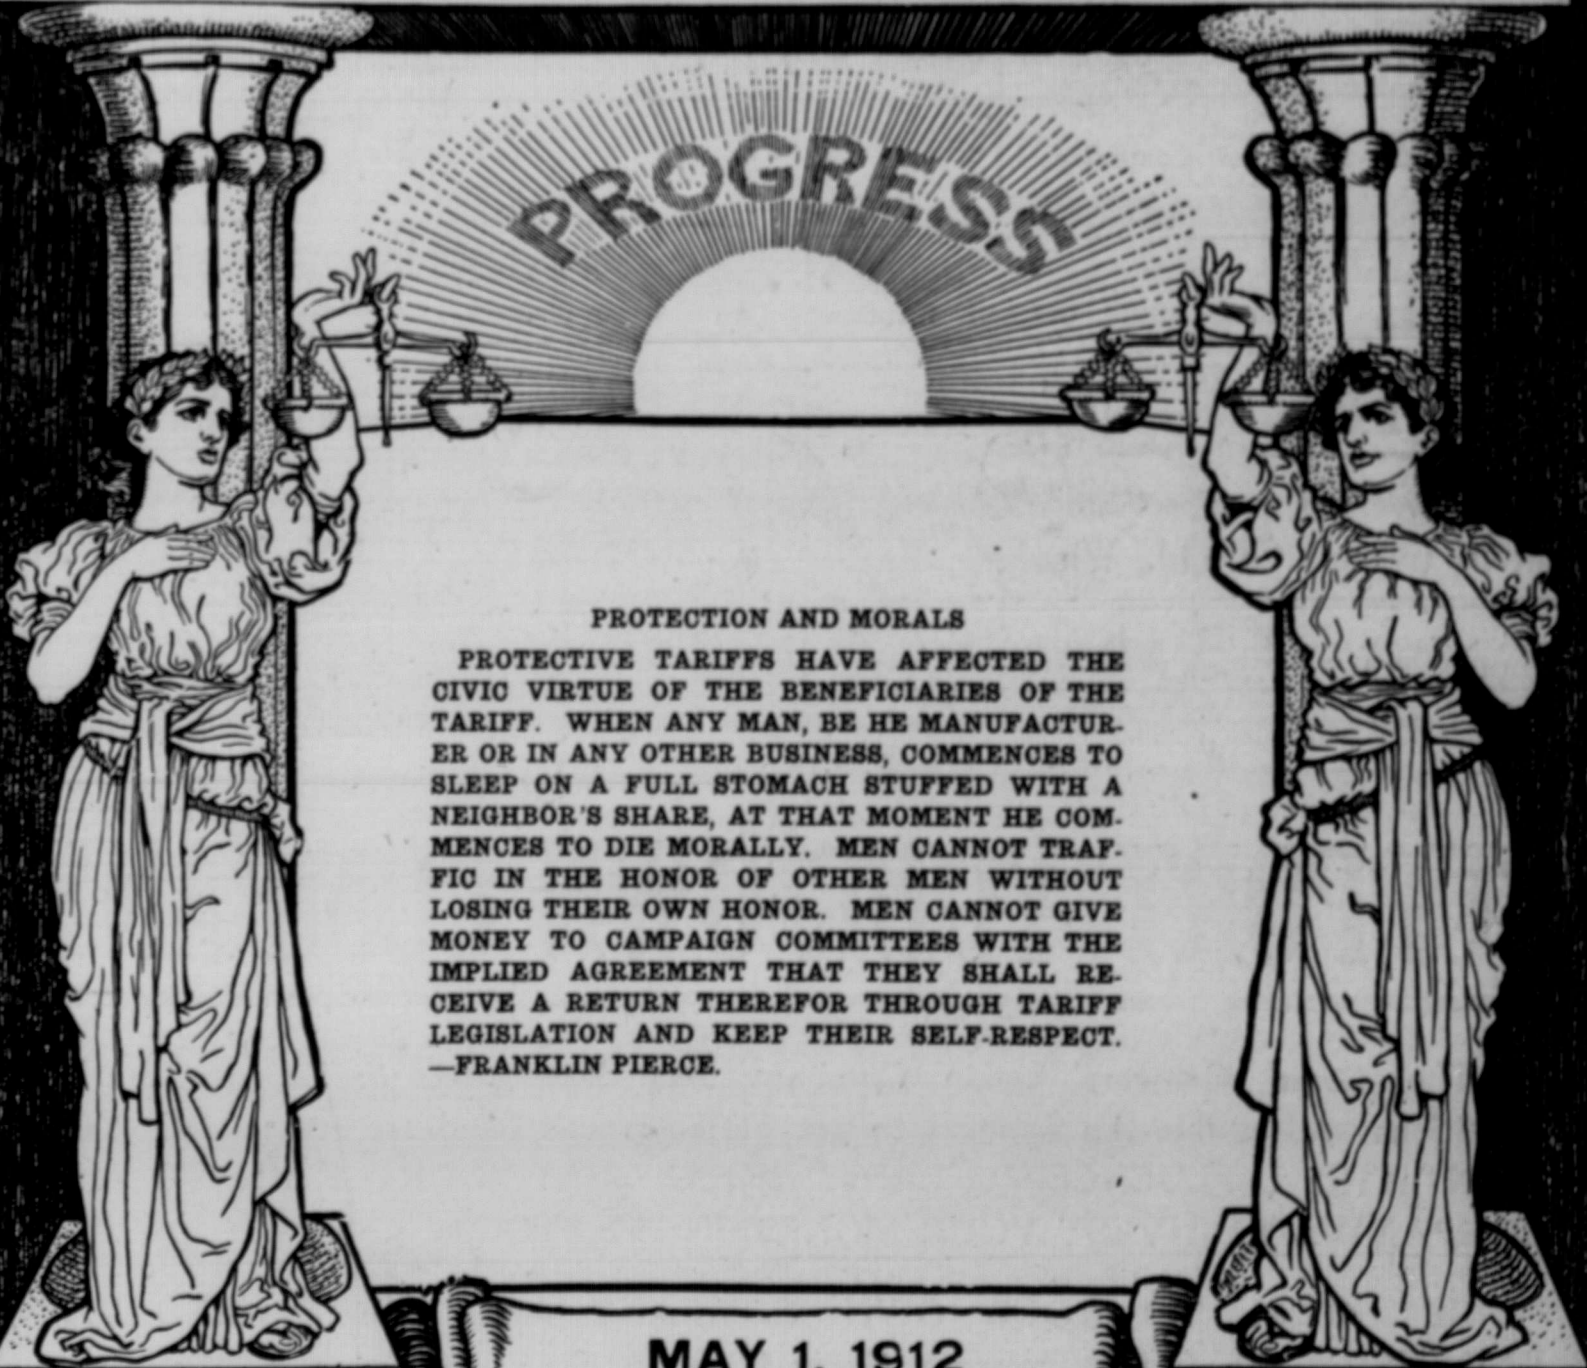 PROGRESS
PROTECTION AND MORALS
PROTECTIVE TARIFFS HAVE AFFECTED THE
CIVIC VIRTUE OF THE BENEFICIARIES OF THE
TARIFF. WHEN ANY MAN, BE HE MANUFACTUR-
ER OR IN ANY OTHER BUSINESS, COMMENCES TO
SLEEP ON A FULL STOMACH STUFFED WITH A
NEIGHBOR'S SHARE, AT THAT MOMENT HE COM-
MENCES TO DIE MORALLY. MEN CANNOT TRAF-
FIC IN THE HONOR OF OTHER MEN WITHOUT
LOSING THEIR OWN HONOR. MEN CANNOT GIVE
MONEY TO CAMPAIGN COMMITTEES WITH THE
IMPLIED AGREEMENT THAT THEY SHALL RE-
CEIVE A RETURN THEREFOR THROUGH TARIFF
LEGISLATION AND KEEP THEIR SELF-RESPECT.
—FRANKLIN PIERCE.
MAY 1, 1912